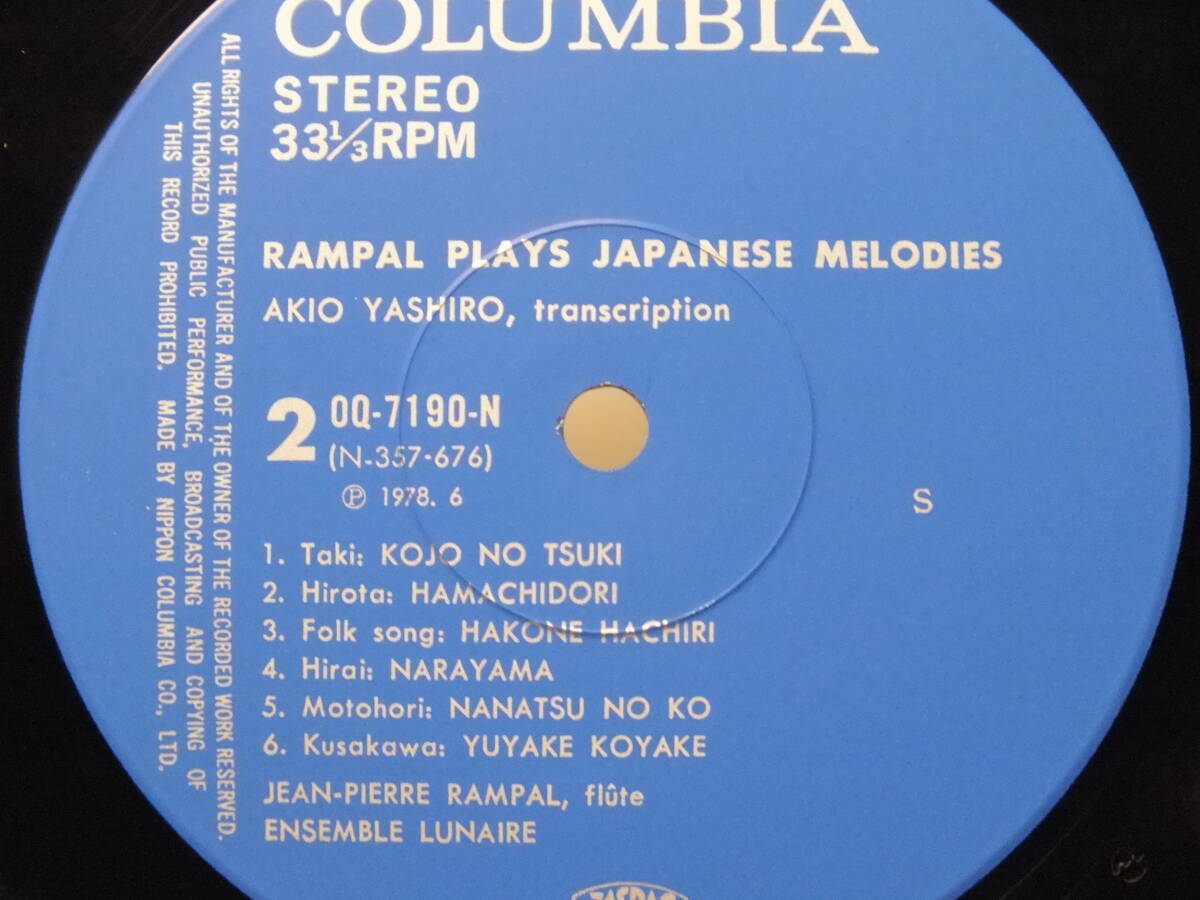 COLUMBIA
STEREO
33⅓RPM
RAMPAL PLAYS JAPANESE MELODIES
AKIO YASHIRO, transcription
2 OQ-7190-N
(N-357-676)
Ⓟ 1978. 6
S
1. Taki: KOJO NO TSUKI
2. Hirota: HAMACHIDORI
3. Folk song: HAKONE HACHIRI
4. Hirai: NARAYAMA
5. Motohori: NANATSU NO KO
6. Kusakawa: YUYAKE KOYAKE
JEAN-PIERRE RAMPAL, flûte
ENSEMBLE LUNAIRE
ALL RIGHTS OF THE MANUFACTURER AND OF THE OWNER OF THE RECORDED WORK RESERVED.
UNAUTHORIZED PUBLIC PERFORMANCE, BROADCASTING AND COPYING OF
THIS RECORD PROHIBITED. MADE BY NIPPON COLUMBIA CO., LTD.
JASRAC